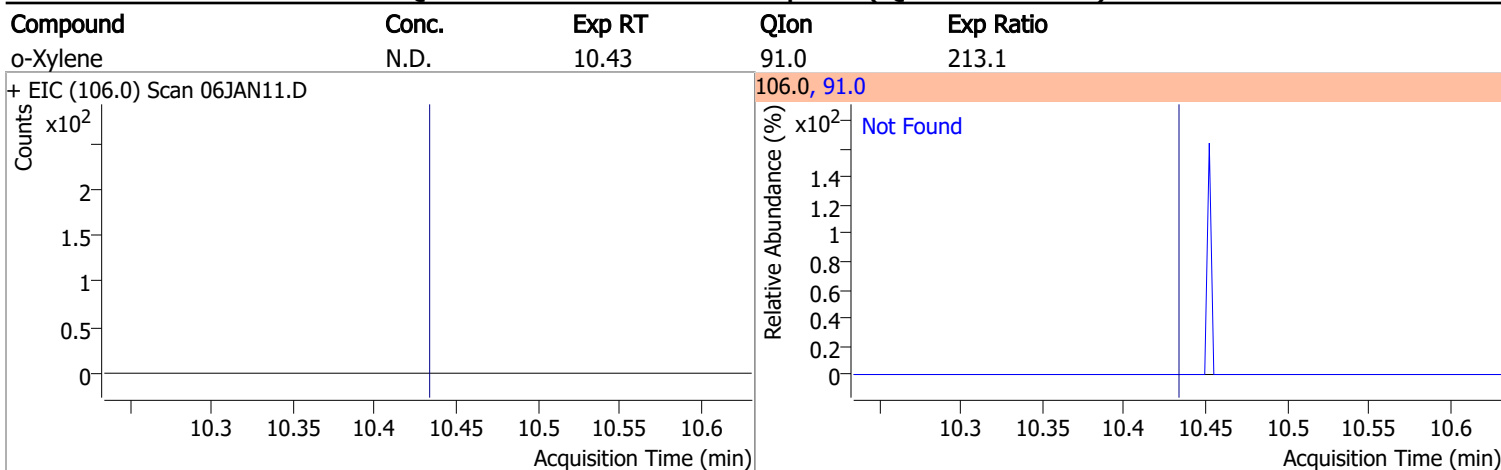 Compound Conc. Exp RT QIon Exp Ratio
o-Xylene N.D. 10.43 91.0 213.1
+ EIC (106.0) Scan 06JAN11.D
Counts
x10²
2
1.5
1
0.5
0
10.3 10.35 10.4 10.45 10.5 10.55 10.6
Acquisition Time (min)
106.0, 91.0
Relative Abundance (%)
x10²
Not Found
1.4
1.2
1
0.8
0.6
0.4
0.2
0
10.3 10.35 10.4 10.45 10.5 10.55 10.6
Acquisition Time (min)